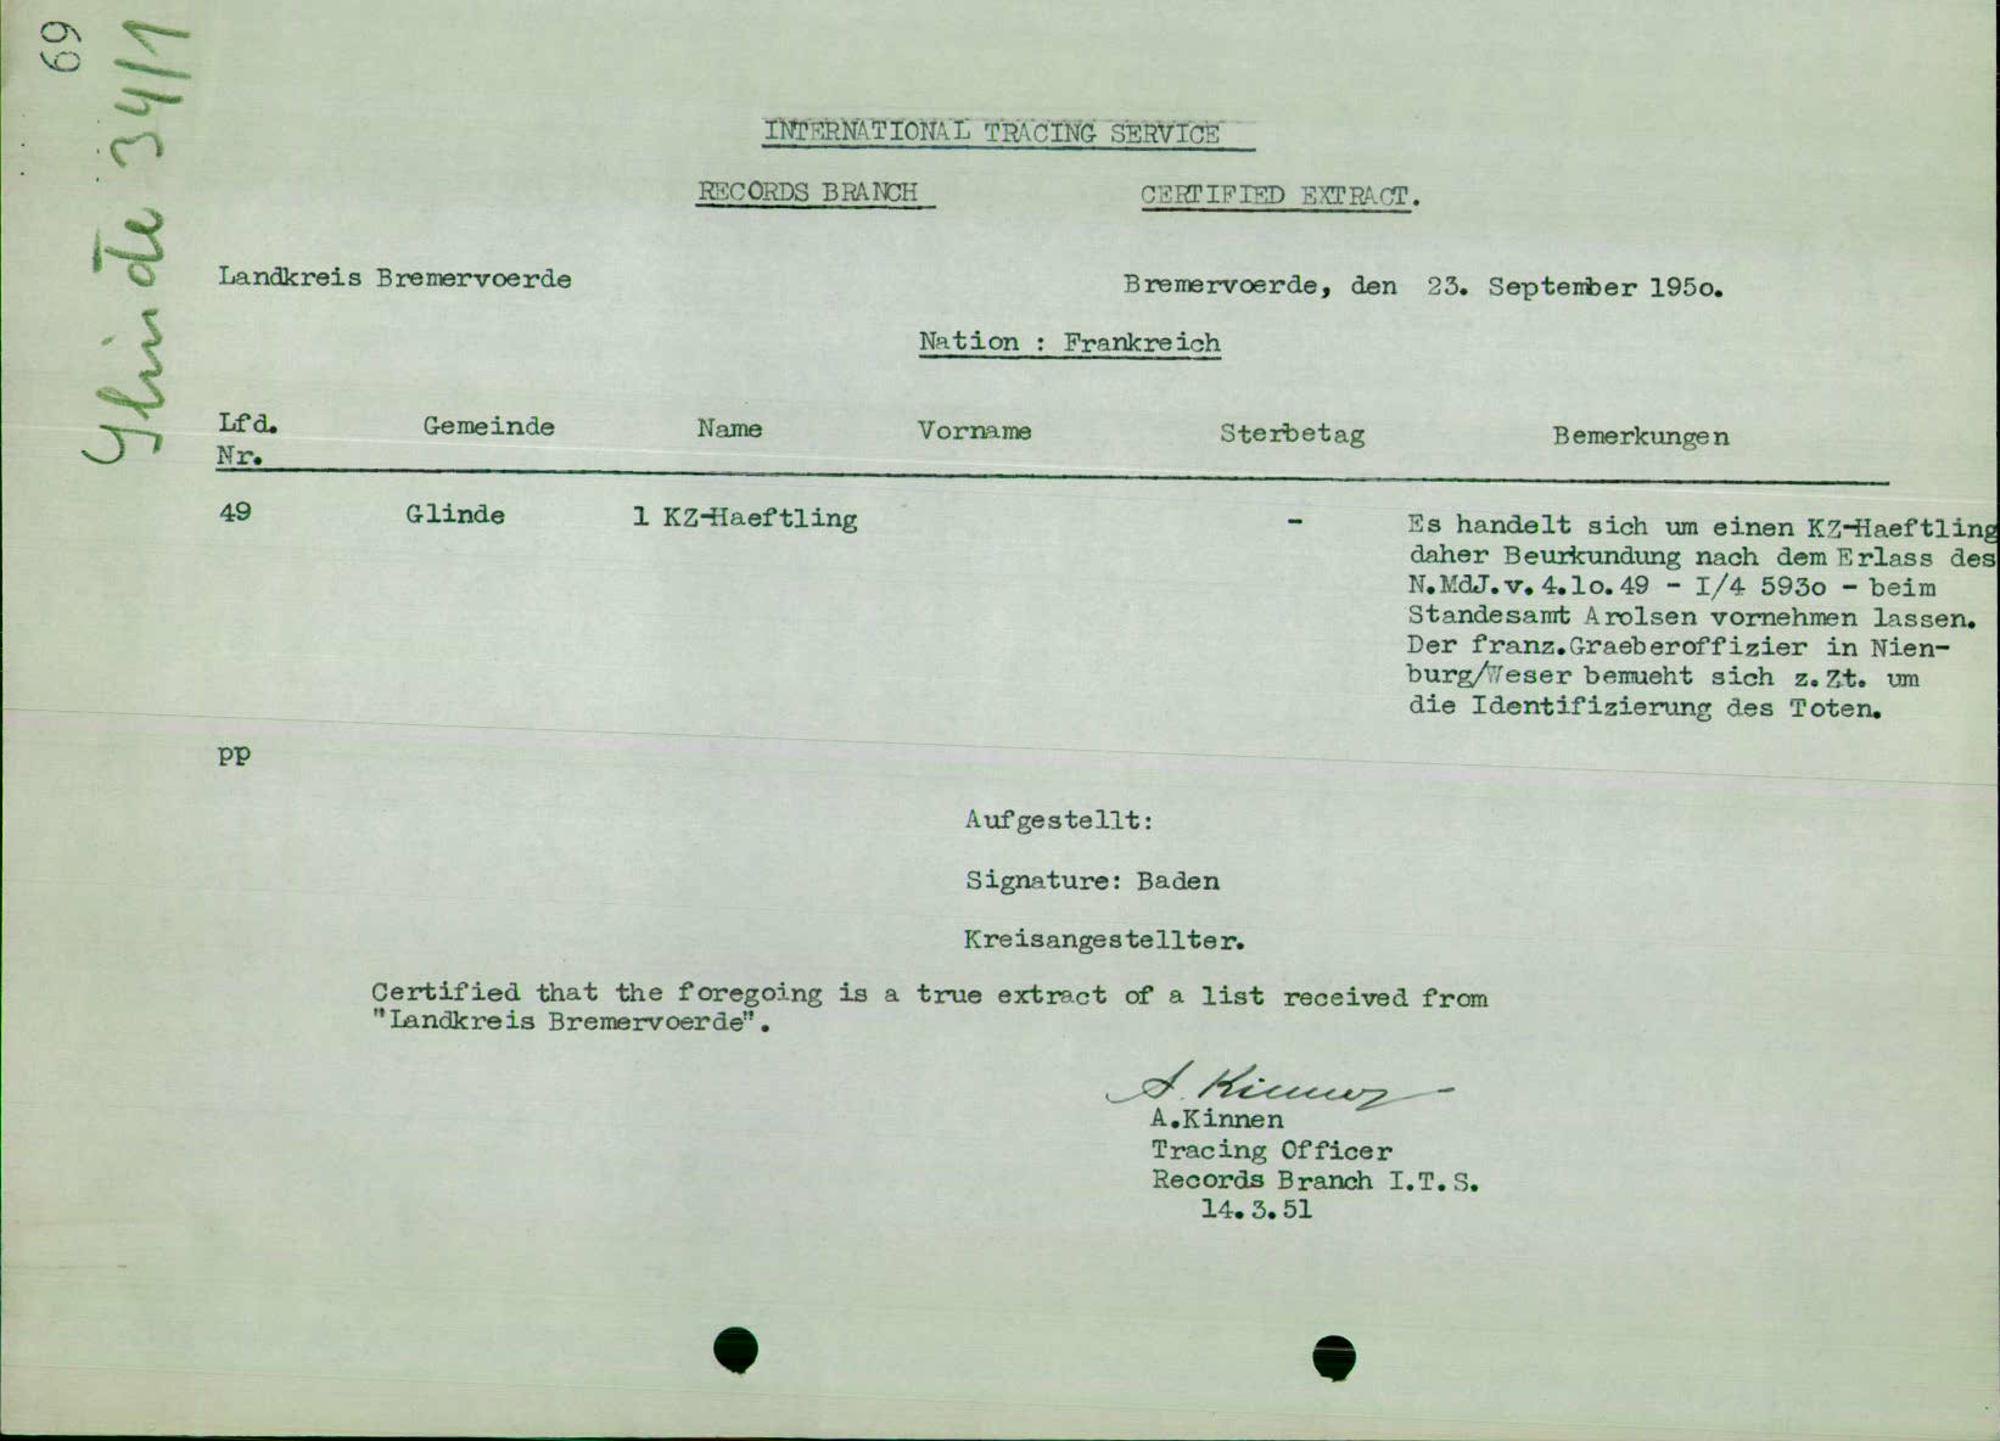 69
Glinde 34/1
INTERNATIONAL TRACING SERVICE
RECORDS BRANCH CERTIFIED EXTRACT.
Landkreis Bremervoerde Bremervoerde, den 23. September 195o.
Nation : Frankreich
Lfd. Gemeinde Name Vorname Sterbetag Bemerkungen
Nr.
49 Glinde 1 KZ-Haeftling - Es handelt sich um einen KZ-Haeftling
daher Beurkundung nach dem Erlass des
N.MdJ.v.4.1o.49 - I/4 593o - beim
Standesamt Arolsen vornehmen lassen.
Der franz.Graeberoffizier in Nien-
burg/Weser bemueht sich z.Zt. um
die Identifizierung des Toten.
pp
Aufgestellt:
Signature: Baden
Kreisangestellter.
Certified that the foregoing is a true extract of a list received from
"Landkreis Bremervoerde".
A. Kinnen
A.Kinnen
Tracing Officer
Records Branch I.T.S.
14.3.51